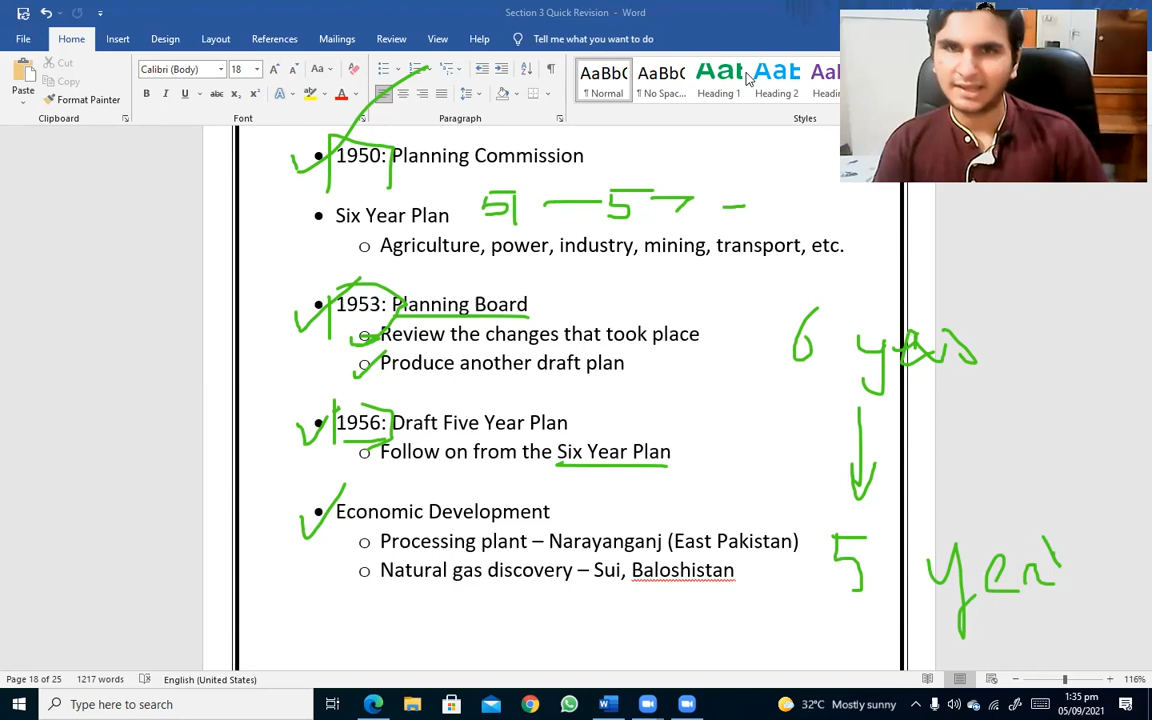 Section 3 Quick Revision - Word
File Home Insert Design Layout References Mailings Review View Help Tell me what you want to do
Paste
Cut
Copy
Format Painter
Clipboard
Calibri (Body) 18
Font
Paragraph
AaBbC AaBbC AaB AaB AaB
¶ Normal ¶ No Spac... Heading 1 Heading 2
Styles
• 1950: Planning Commission
• Six Year Plan 51 — 5 → -
o Agriculture, power, industry, mining, transport, etc.
• 1953: Planning Board
o Review the changes that took place
o Produce another draft plan
6 years
• 1956: Draft Five Year Plan
o Follow on from the Six Year Plan
• Economic Development
o Processing plant – Narayanganj (East Pakistan)
o Natural gas discovery – Sui, Baloshistan
5 year
Page 18 of 25 1217 words English (United States) 116%
Type here to search
32°C Mostly sunny
1:35 pm
05/09/2021